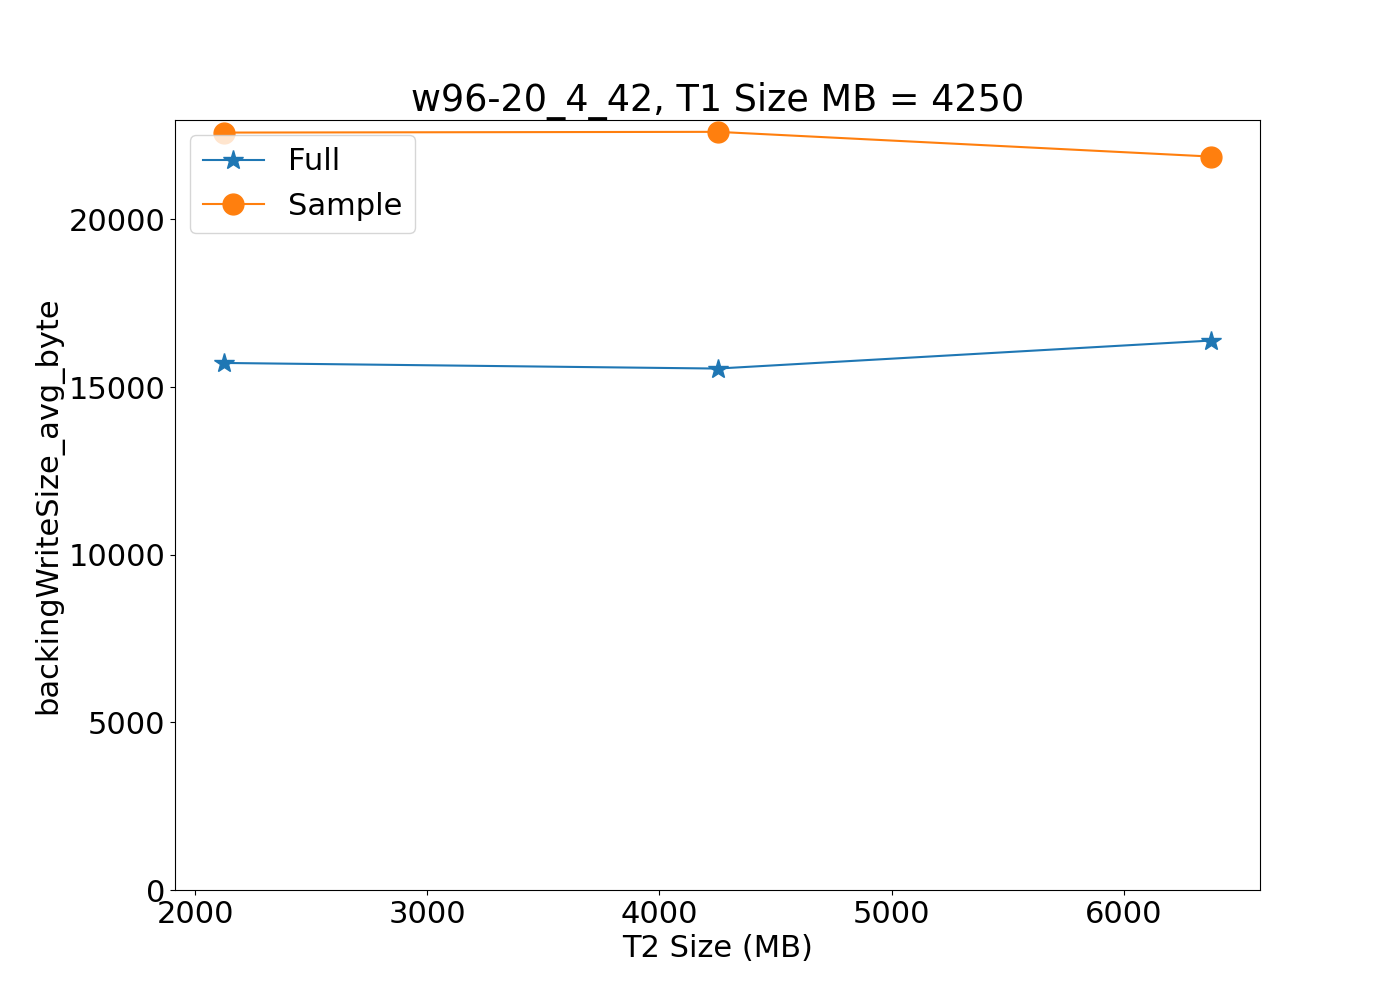 w96-20_4_42, T1 Size MB = 4250
Full
Sample
backingWriteSize_avg_byte
20000
15000
10000
5000
0
2000 3000 4000 5000 6000
T2 Size (MB)